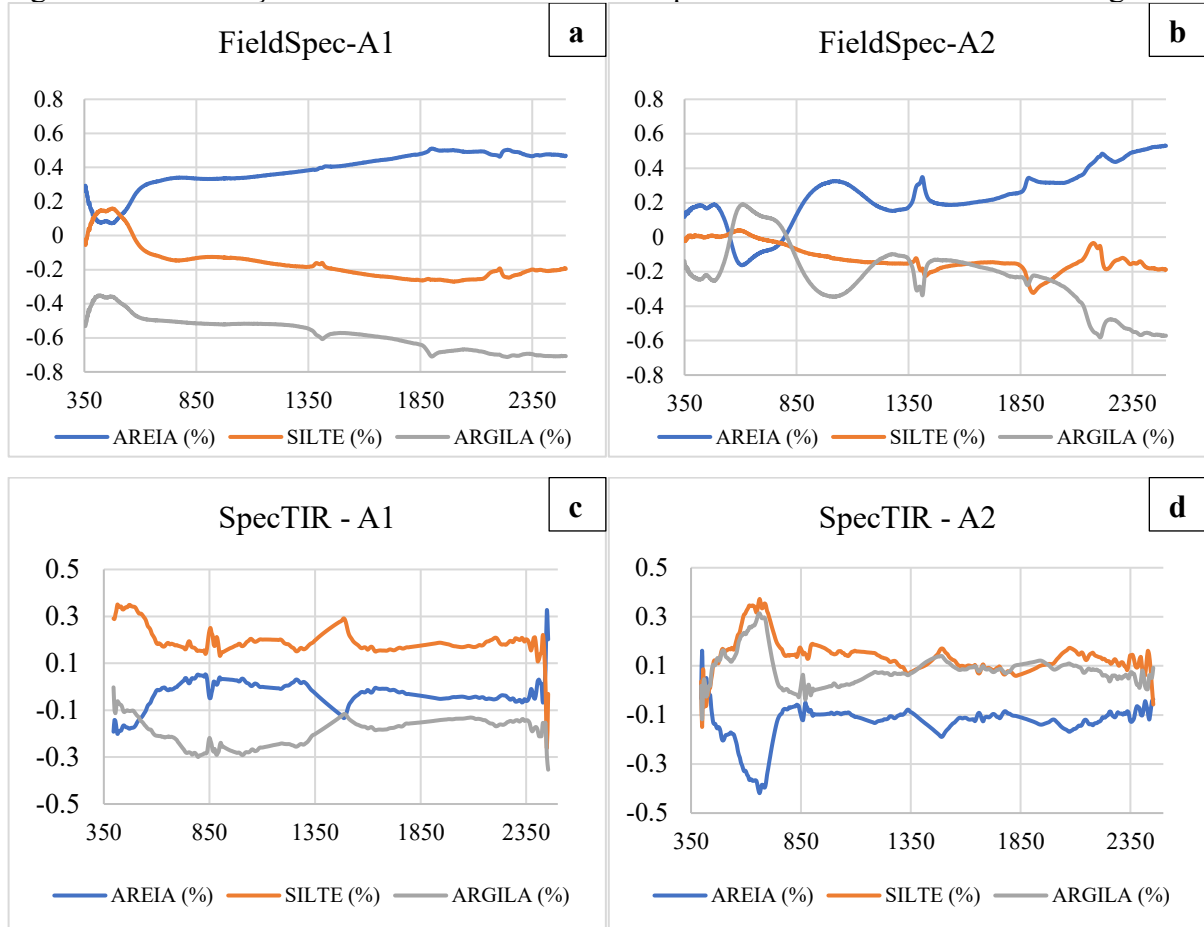 FieldSpec-A1
a
0.8
0.6
0.4
0.2
0
-0.2
-0.4
-0.6
-0.8
350 850 1350 1850 2350
AREIA (%) SILTE (%) ARGILA (%)
FieldSpec-A2
b
0.8
0.6
0.4
0.2
0
-0.2
-0.4
-0.6
-0.8
350 850 1350 1850 2350
AREIA (%) SILTE (%) ARGILA (%)
SpecTIR - A1
c
0.5
0.3
0.1
-0.1
-0.3
-0.5
350 850 1350 1850 2350
AREIA (%) SILTE (%) ARGILA (%)
SpecTIR - A2
d
0.5
0.3
0.1
-0.1
-0.3
-0.5
350 850 1350 1850 2350
AREIA (%) SILTE (%) ARGILA (%)